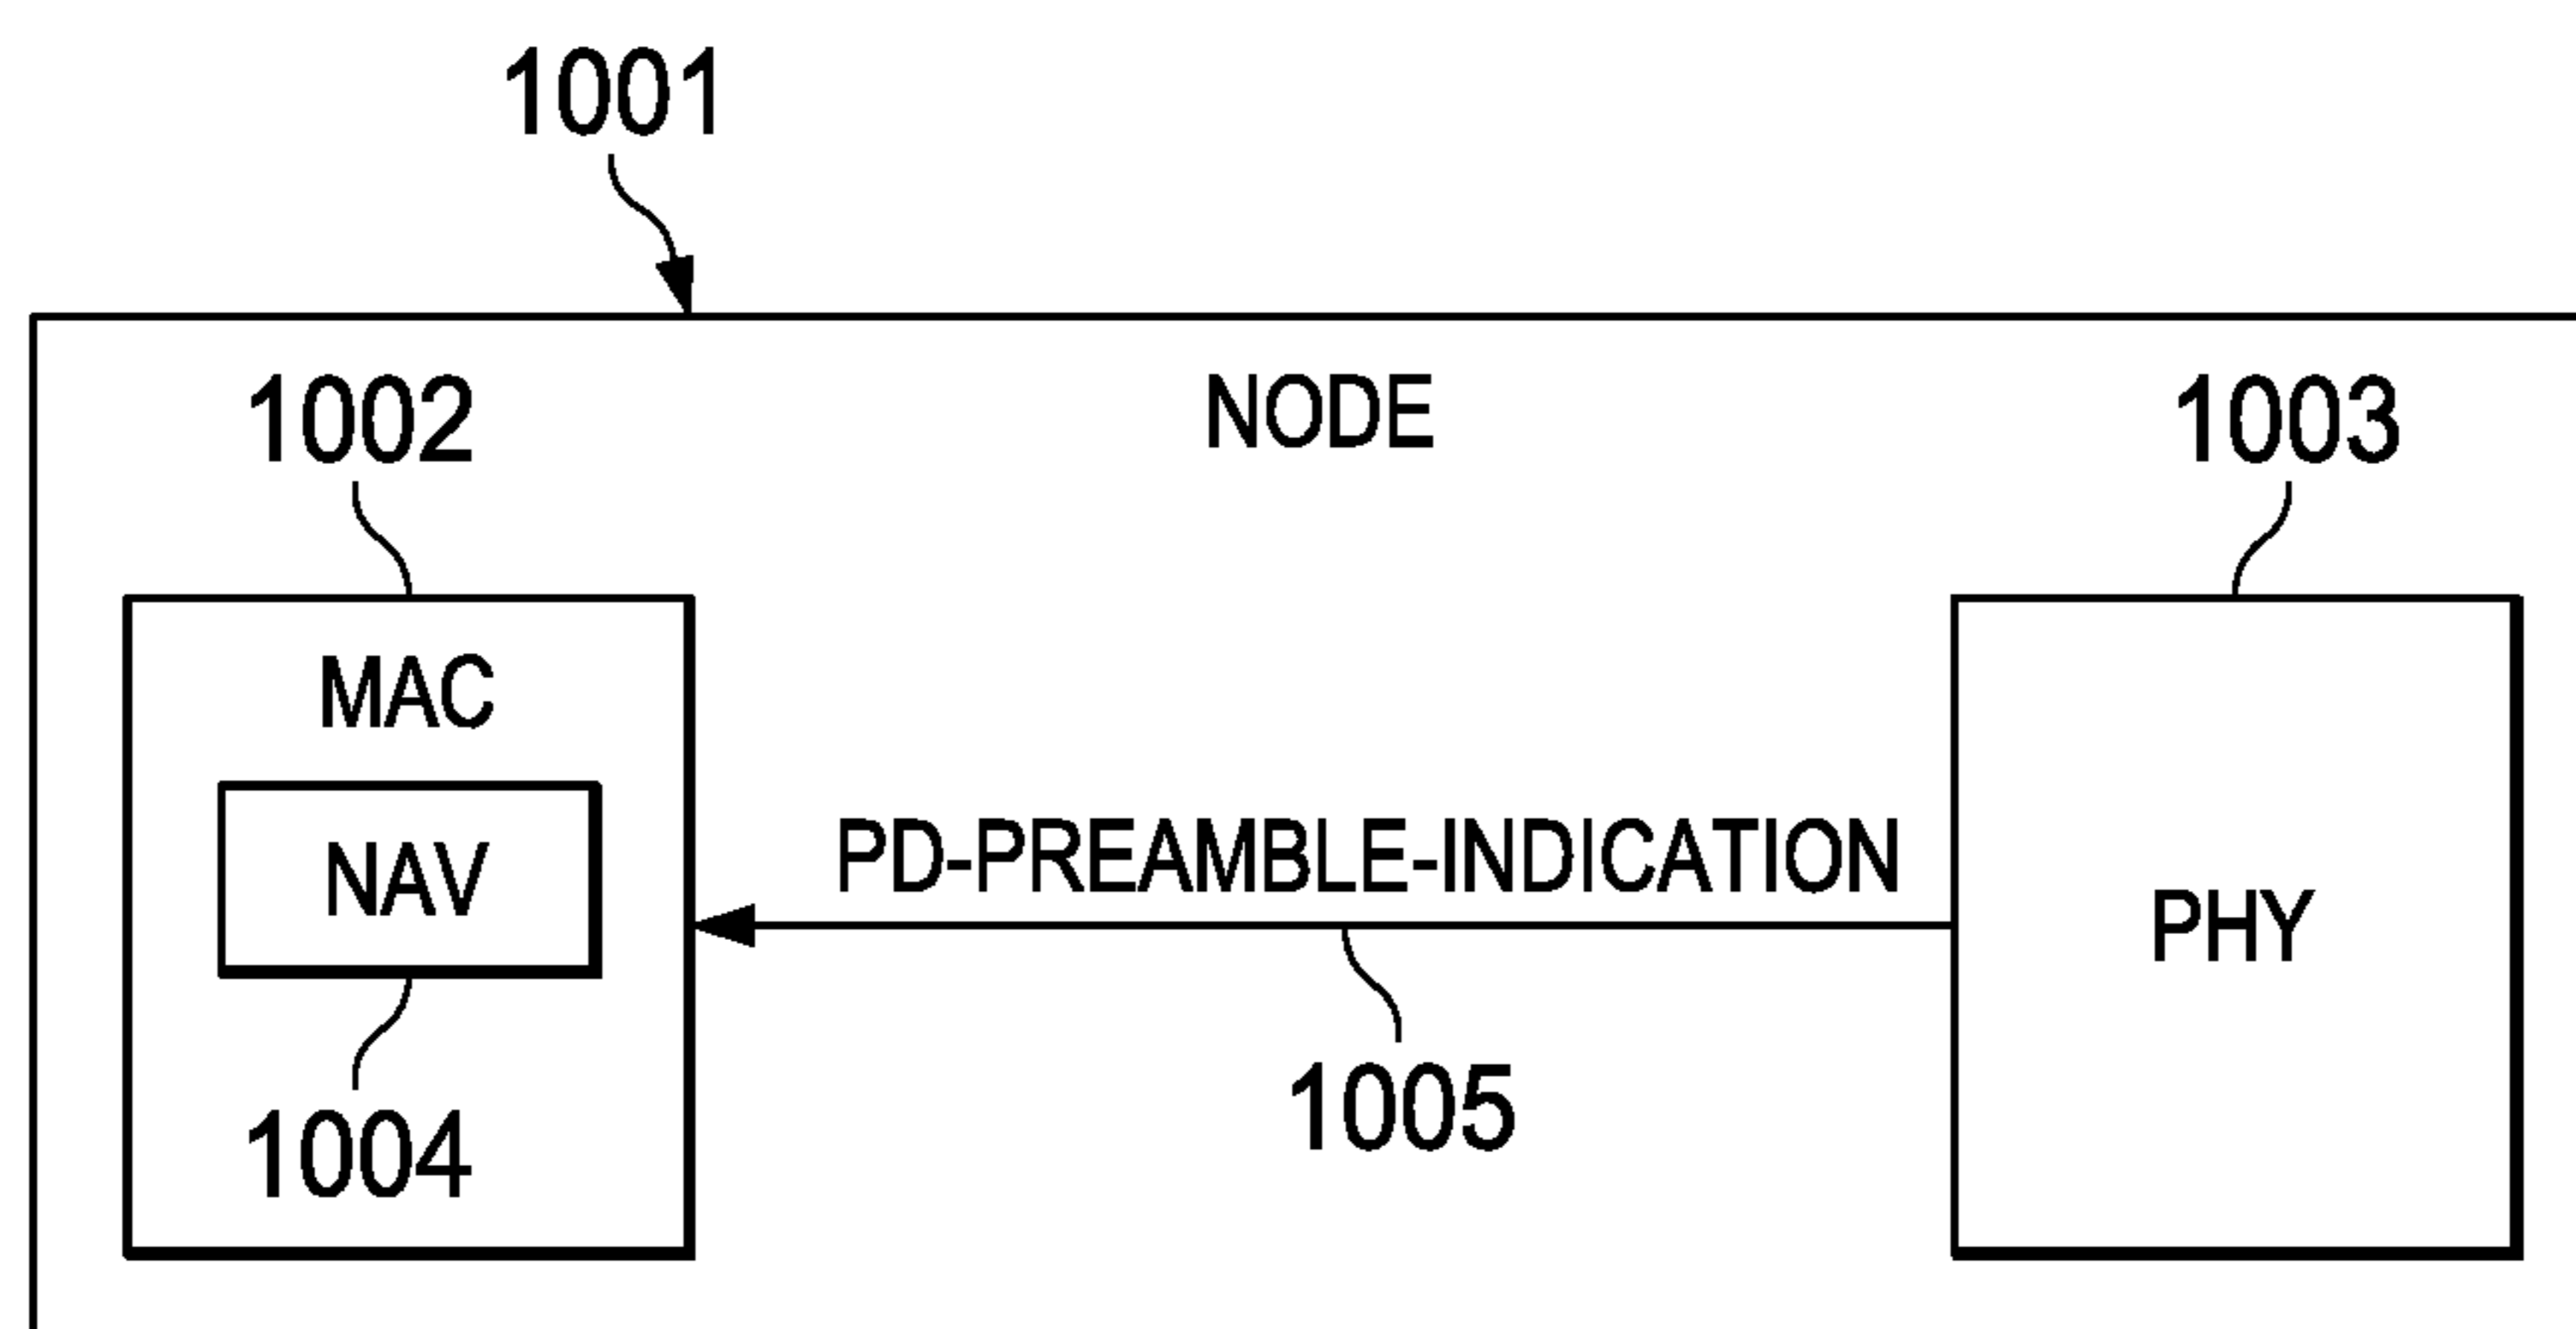 1001
NODE
1002
1003
MAC
NAV
PD-PREAMBLE-INDICATION
PHY
1004
1005